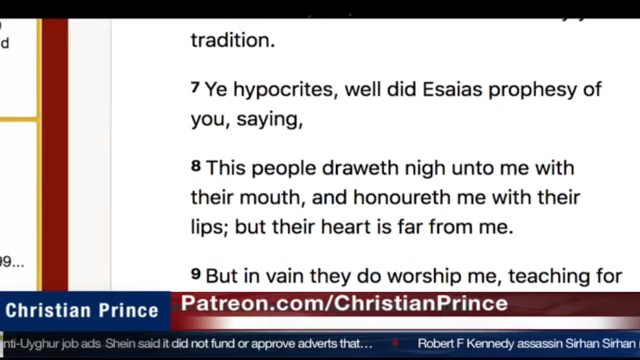 d
99...
tradition.
7 Ye hypocrites, well did Esaias prophesy of
you, saying,
8 This people draweth nigh unto me with
their mouth, and honoureth me with their
lips; but their heart is far from me.
9 But in vain they do worship me, teaching for
Christian Prince
Patreon.com/ChristianPrince
nti-Uyghur job ads Shein said it did not fund or approve adverts that...
Robert F Kennedy assassin Sirhan Sirhan